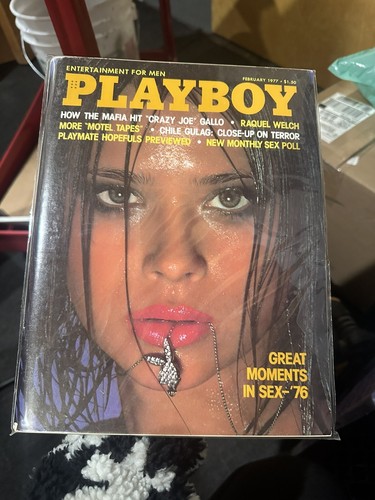 ENTERTAINMENT FOR MEN
FEBRUARY 1977 • $1.50
PLAYBOY
HOW THE MAFIA HIT "CRAZY JOE" GALLO • RAQUEL WELCH
MORE "MOTEL TAPES" • CHILE GULAG: CLOSE-UP ON TERROR
PLAYMATE HOPEFULS PREVIEWED • NEW MONTHLY SEX POLL
GREAT
MOMENTS
IN SEX–'76